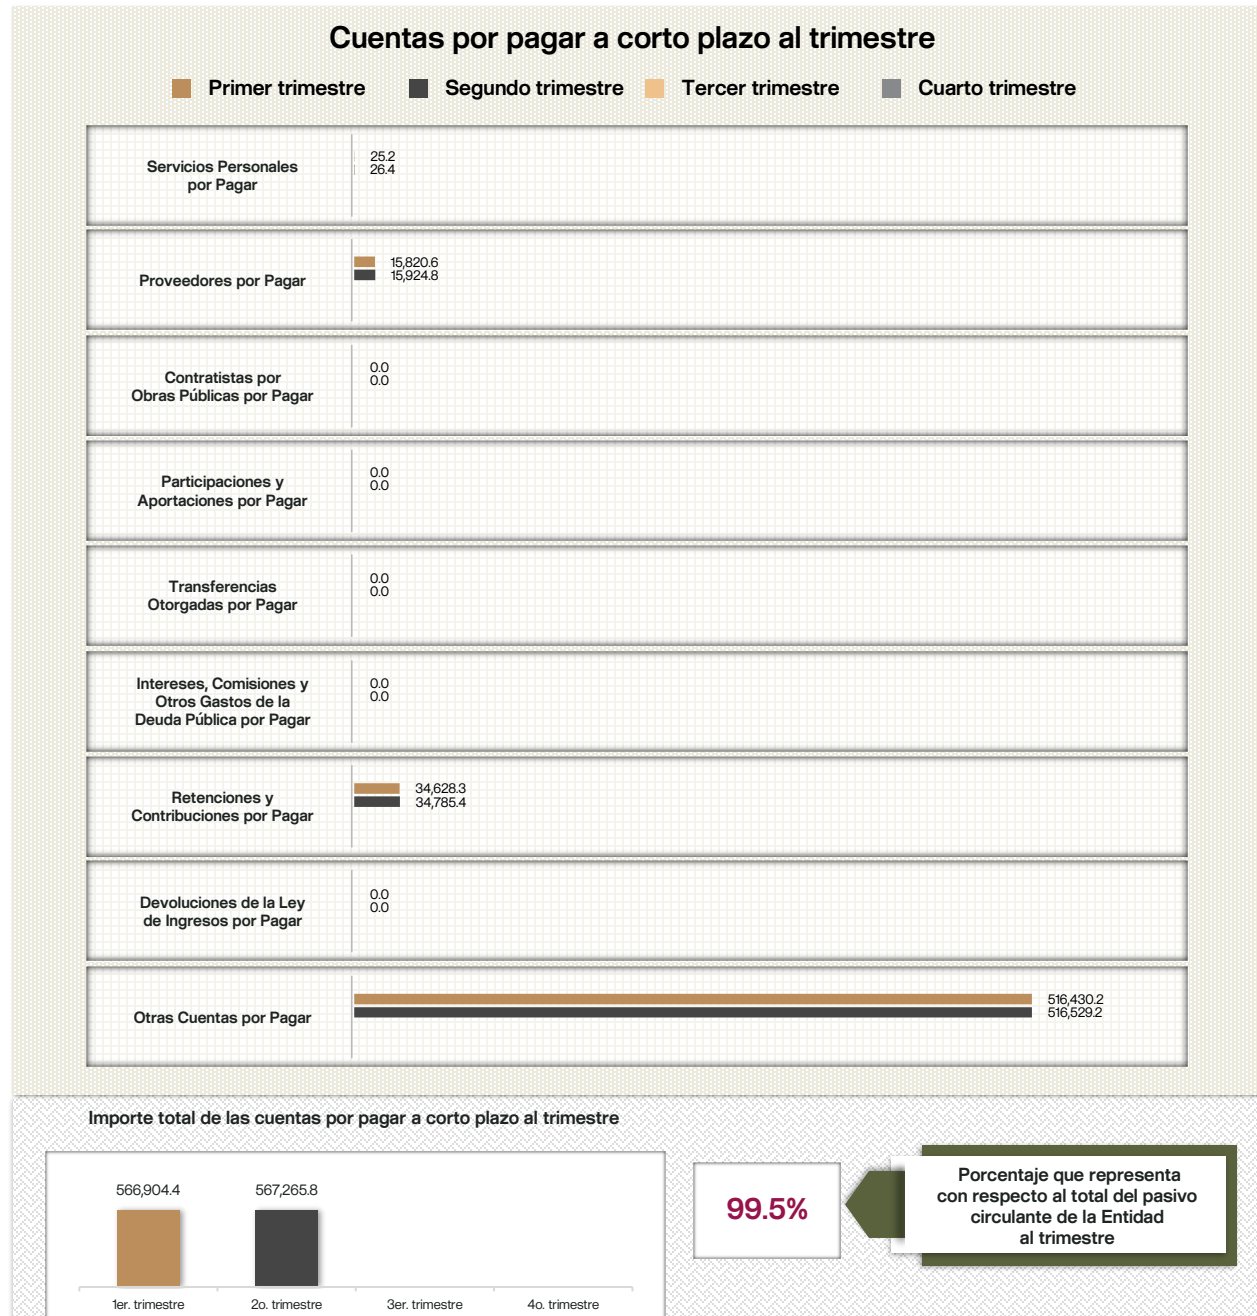 Cuentas por pagar a corto plazo al trimestre
Primer trimestre Segundo trimestre Tercer trimestre Cuarto trimestre
Servicios Personales
por Pagar
25.2
26.4
Proveedores por Pagar
15,820.6
15,924.8
Contratistas por
Obras Públicas por Pagar
0.0
0.0
Participaciones y
Aportaciones por Pagar
0.0
0.0
Transferencias
Otorgadas por Pagar
0.0
0.0
Intereses, Comisiones y
Otros Gastos de la
Deuda Pública por Pagar
0.0
0.0
Retenciones y
Contribuciones por Pagar
34,628.3
34,785.4
Devoluciones de la Ley
de Ingresos por Pagar
0.0
0.0
Otras Cuentas por Pagar
516,430.2
516,529.2
Importe total de las cuentas por pagar a corto plazo al trimestre
566,904.4 567,265.8
1er. trimestre 2o. trimestre 3er. trimestre 4o. trimestre
99.5%
Porcentaje que representa
con respecto al total del pasivo
circulante de la Entidad
al trimestre